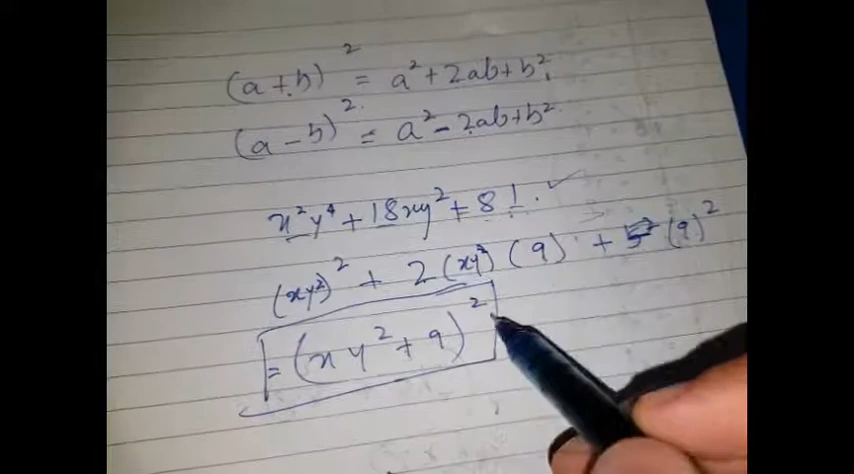 (a+b)² = a²+2ab+b²
(a-b)² = a²-2ab+b²
x²y⁴+18xy²+81.
(xy²)² + 2(xy²)(9) + (9)²
= (xy²+9)²